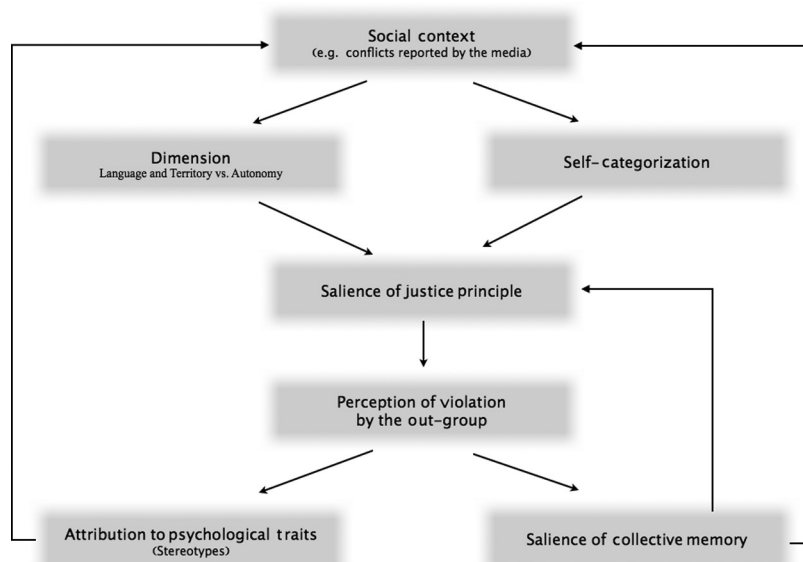 Social context
(e.g. conflicts reported by the media)
Dimension
Language and Territory vs. Autonomy
Self-categorization
Salience of justice principle
Perception of violation
by the out-group
Attribution to psychological traits
(Stereotypes)
Salience of collective memory